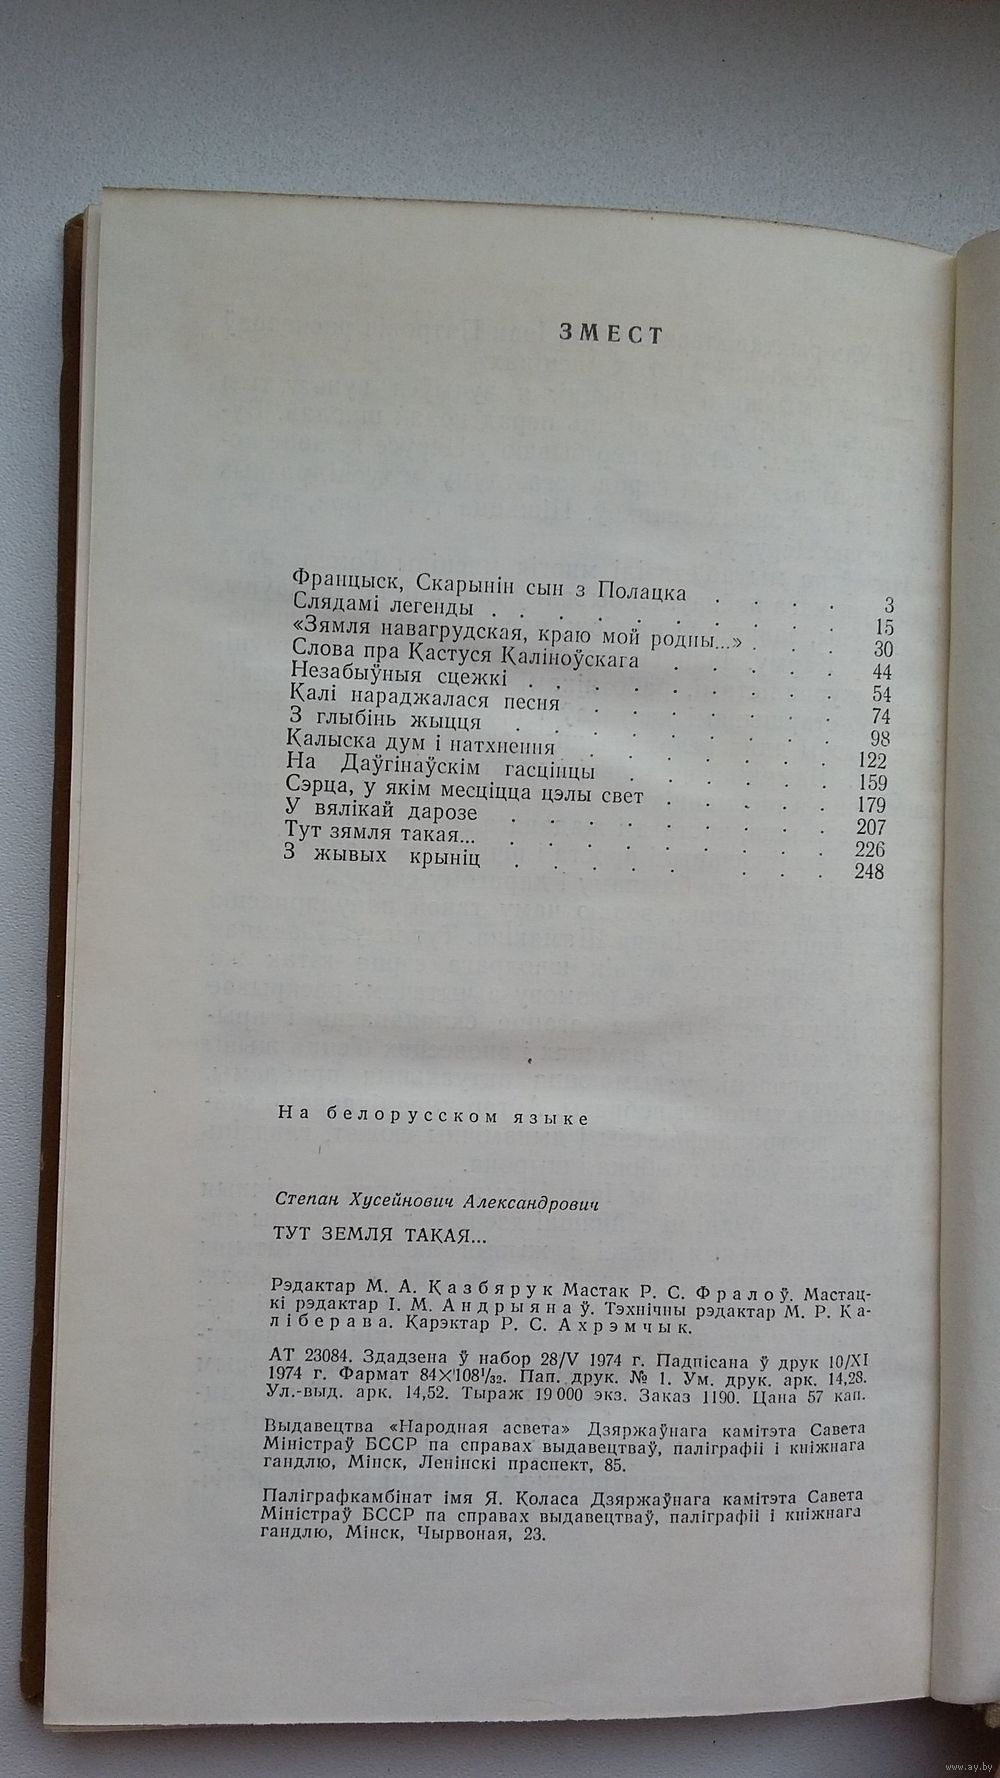 ЗМЕСТ
Францыск, Скарынін сын з Полацка . . . . 3
Слядамі легенды . . . . . . . . . 15
«Зямля навагрудская, краю мой родны...» . . . . 30
Слова пра Кастуся Каліноўскага . . . . . 44
Незабыўныя сцежкі . . . . . . . . 54
Калі нараджалася песня . . . . . . . 74
З глыбінь жыцця . . . . . . . . . 98
Калыска дум і натхнення . . . . . . . 122
На Даўгінаўскім гасцінцы . . . . . . 159
Сэрца, у якім месціцца цэлы свет . . . . . 179
У вялікай дарозе . . . . . . . . . 207
Тут зямля такая... . . . . . . . . . 226
З жывых крыніц . . . . . . . . 248
На белорусском языке
Степан Хусейнович Александрович
ТУТ ЗЕМЛЯ ТАКАЯ...
Рэдактар М. А. Казбярук Мастак Р. С. Фралоў. Мастац-
кі рэдактар І. М. Андрыянаў. Тэхнічны рэдактар М. Р. Ка-
ліберава. Карэктар Р. С. Ахрэмчык.
АТ 23084. Здадзена ў набор 28/V 1974 г. Падпісана ў друк 10/XI
1974 г. Фармат 84×108¹/₃₂. Пап. друк. № 1. Ум. друк. арк. 14,28.
Ул.-выд. арк. 14,52. Тыраж 19 000 экз. Заказ 1190. Цана 57 кап.
Выдавецтва «Народная асвета» Дзяржаўнага камітэта Савета
Міністраў БССР па справах выдавецтваў, паліграфіі і кніжнага
гандлю, Мінск, Ленінскі праспект, 85.
Паліграфкамбінат імя Я. Коласа Дзяржаўнага камітэта Савета
Міністраў БССР па справах выдавецтваў, паліграфіі і кніжнага
гандлю, Мінск, Чырвоная, 23.
www.ay.by